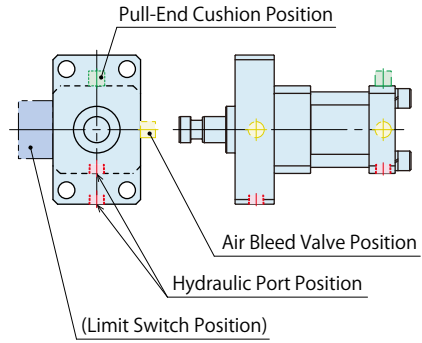 Pull-End Cushion Position
Air Bleed Valve Position
Hydraulic Port Position
(Limit Switch Position)